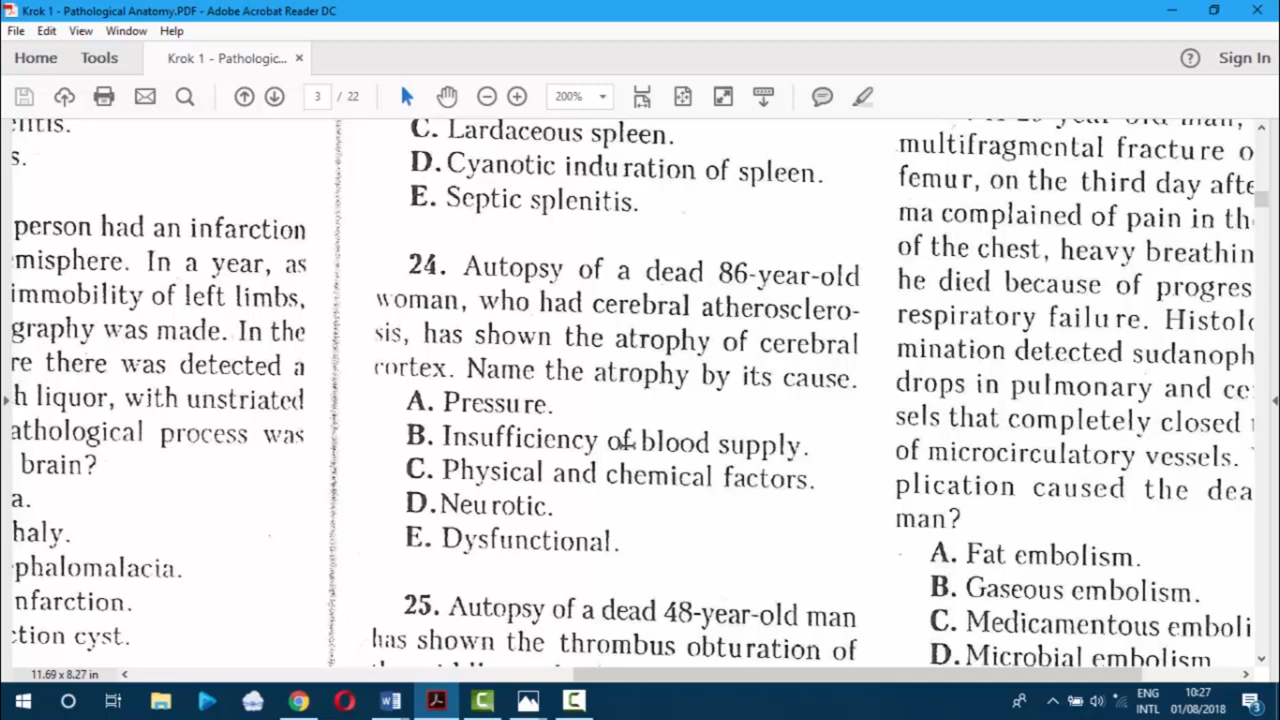 Krok 1 - Pathological Anatomy.PDF - Adobe Acrobat Reader DC
File Edit View Window Help
Home Tools Krok 1 - Pathologic... × Sign In
3 / 22 200%
s.
person had an infarction
misphere. In a year, as
immobility of left limbs,
graphy was made. In the
re there was detected a
h liquor, with unstriated
athological process was
brain?
a.
haly.
phalomalacia.
nfarction.
ction cyst.
C. Lardaceous spleen.
D. Cyanotic induration of spleen.
E. Septic splenitis.
24. Autopsy of a dead 86-year-old
woman, who had cerebral atherosclero-
sis, has shown the atrophy of cerebral
cortex. Name the atrophy by its cause.
A. Pressure.
B. Insufficiency of blood supply.
C. Physical and chemical factors.
D. Neurotic.
E. Dysfunctional.
25. Autopsy of a dead 48-year-old man
has shown the thrombus obturation of
multifragmental fracture o
femur, on the third day afte
ma complained of pain in th
of the chest, heavy breathin
he died because of progres
respiratory failure. Histol
mination detected sudanoph
drops in pulmonary and ce
sels that completely closed
of microcirculatory vessels.
plication caused the dea
man?
A. Fat embolism.
B. Gaseous embolism.
C. Medicamentous emboli
D. Microbial embolism
11.69 x 8.27 in
ENG 10:27
INTL 01/08/2018 3